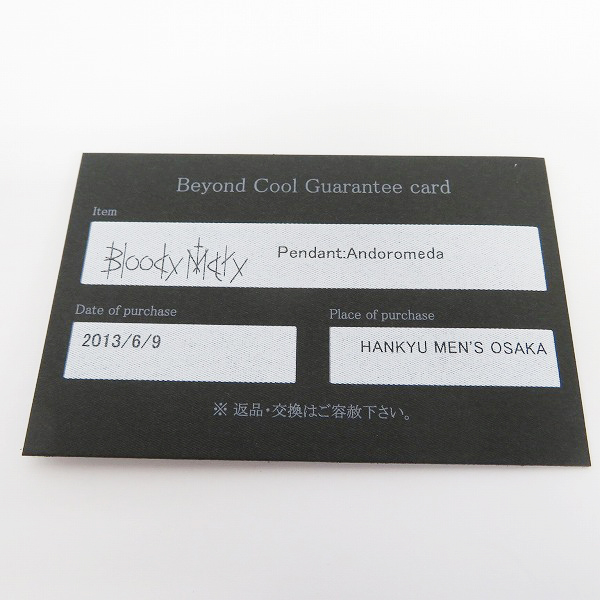 Beyond Cool Guarantee card
Item
Bloody Mary Pendant:Andoromeda
Date of purchase
Place of purchase
2013/6/9
HANKYU MEN'S OSAKA
※ 返品・交換はご容赦下さい。